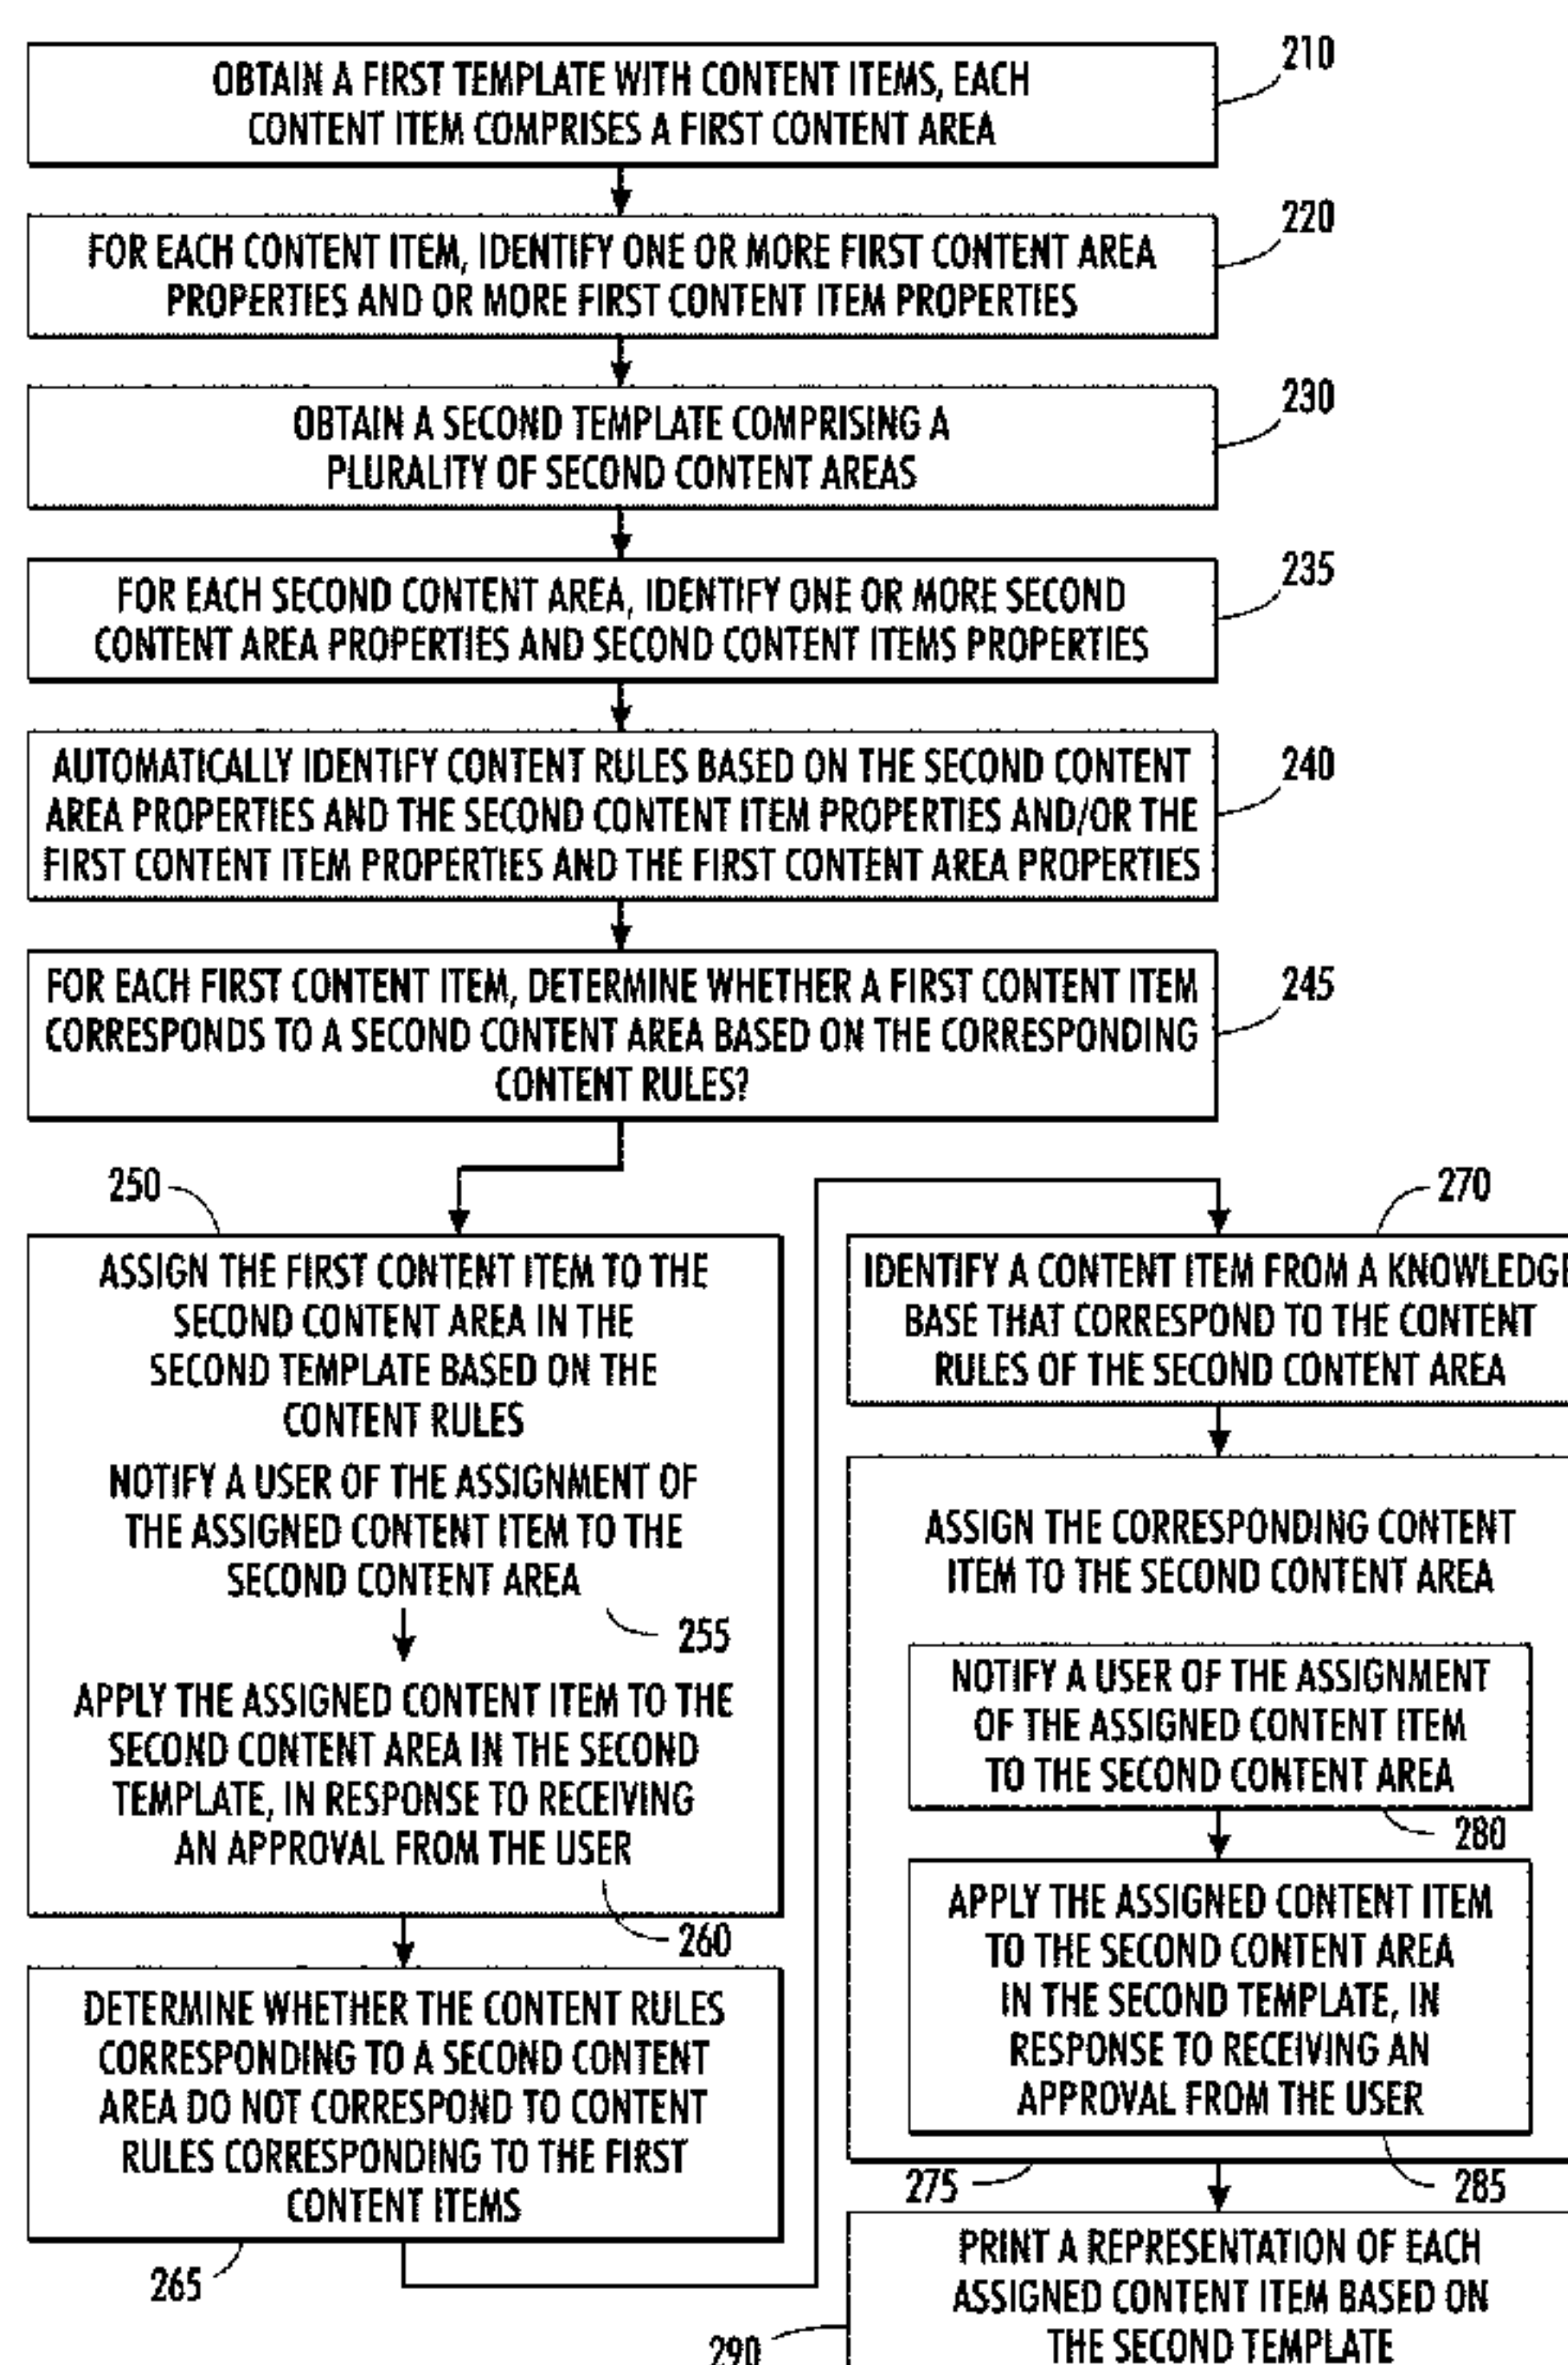 OBTAIN A FIRST TEMPLATE WITH CONTENT ITEMS, EACH
CONTENT ITEM COMPRISES A FIRST CONTENT AREA
210
FOR EACH CONTENT ITEM, IDENTIFY ONE OR MORE FIRST CONTENT AREA
PROPERTIES AND OR MORE FIRST CONTENT ITEM PROPERTIES
220
OBTAIN A SECOND TEMPLATE COMPRISING A
PLURALITY OF SECOND CONTENT AREAS
230
FOR EACH SECOND CONTENT AREA, IDENTIFY ONE OR MORE SECOND
CONTENT AREA PROPERTIES AND SECOND CONTENT ITEMS PROPERTIES
235
AUTOMATICALLY IDENTIFY CONTENT RULES BASED ON THE SECOND CONTENT
AREA PROPERTIES AND THE SECOND CONTENT ITEM PROPERTIES AND/OR THE
FIRST CONTENT ITEM PROPERTIES AND THE FIRST CONTENT AREA PROPERTIES
240
FOR EACH FIRST CONTENT ITEM, DETERMINE WHETHER A FIRST CONTENT ITEM
CORRESPONDS TO A SECOND CONTENT AREA BASED ON THE CORRESPONDING
CONTENT RULES?
245
250
ASSIGN THE FIRST CONTENT ITEM TO THE
SECOND CONTENT AREA IN THE
SECOND TEMPLATE BASED ON THE
CONTENT RULES
NOTIFY A USER OF THE ASSIGNMENT OF
THE ASSIGNED CONTENT ITEM TO THE
SECOND CONTENT AREA
255
APPLY THE ASSIGNED CONTENT ITEM TO THE
SECOND CONTENT AREA IN THE SECOND
TEMPLATE, IN RESPONSE TO RECEIVING
AN APPROVAL FROM THE USER
260
DETERMINE WHETHER THE CONTENT RULES
CORRESPONDING TO A SECOND CONTENT
AREA DO NOT CORRESPOND TO CONTENT
RULES CORRESPONDING TO THE FIRST
CONTENT ITEMS
265
270
IDENTIFY A CONTENT ITEM FROM A KNOWLEDGE
BASE THAT CORRESPOND TO THE CONTENT
RULES OF THE SECOND CONTENT AREA
ASSIGN THE CORRESPONDING CONTENT
ITEM TO THE SECOND CONTENT AREA
NOTIFY A USER OF THE ASSIGNMENT
OF THE ASSIGNED CONTENT ITEM
TO THE SECOND CONTENT AREA
280
APPLY THE ASSIGNED CONTENT ITEM
TO THE SECOND CONTENT AREA
IN THE SECOND TEMPLATE, IN
RESPONSE TO RECEIVING AN
APPROVAL FROM THE USER
275
285
PRINT A REPRESENTATION OF EACH
ASSIGNED CONTENT ITEM BASED ON
THE SECOND TEMPLATE
290